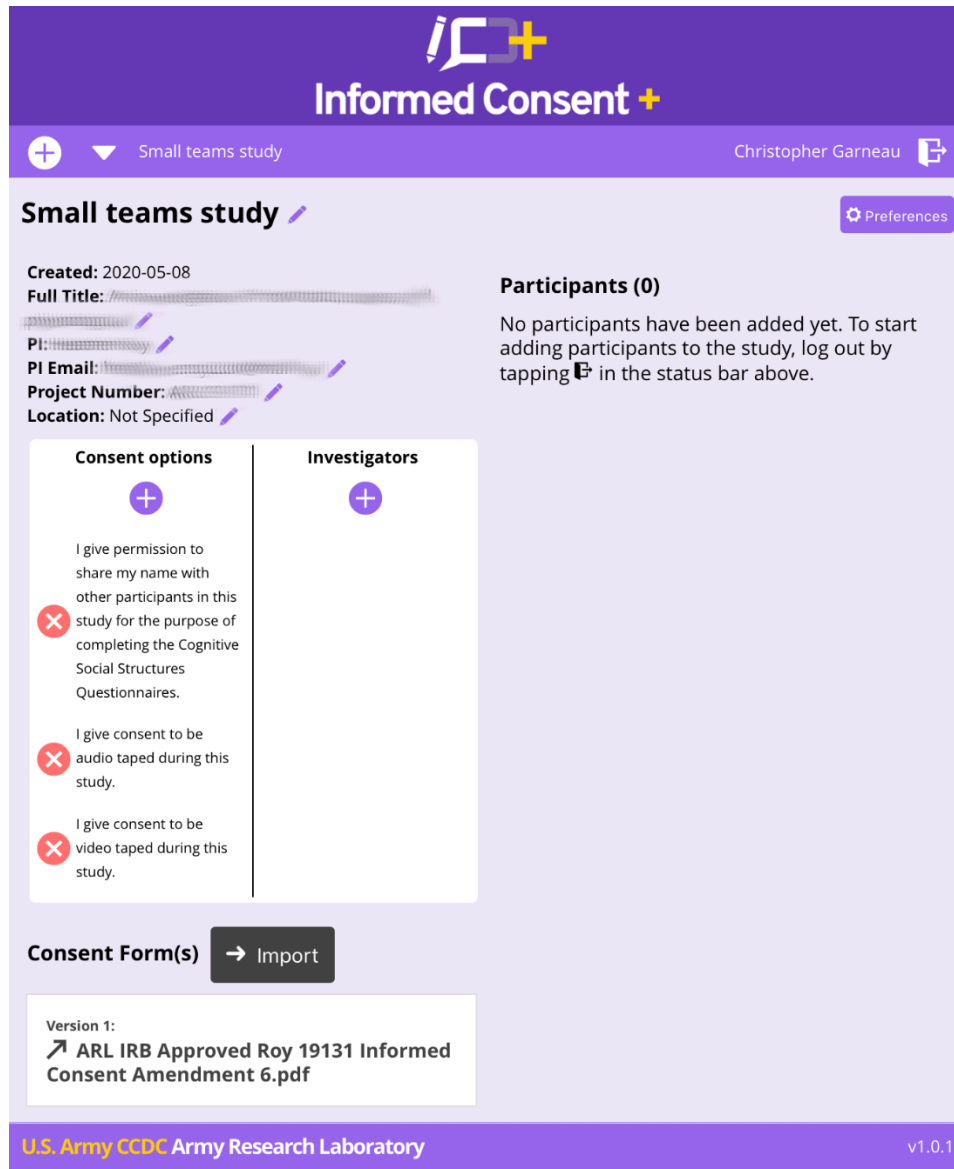 Informed Consent +
Small teams study
Christopher Garneau
Small teams study
Preferences
Created: 2020-05-08
Full Title:
PI:
PI Email:
Project Number:
Location: Not Specified
Consent options
I give permission to
share my name with
other participants in this
study for the purpose of
completing the Cognitive
Social Structures
Questionnaires.
I give consent to be
audio taped during this
study.
I give consent to be
video taped during this
study.
Investigators
Participants (0)
No participants have been added yet. To start
adding participants to the study, log out by
tapping in the status bar above.
Consent Form(s)
Import
Version 1:
ARL IRB Approved Roy 19131 Informed
Consent Amendment 6.pdf
U.S. Army CCDC Army Research Laboratory
v1.0.1